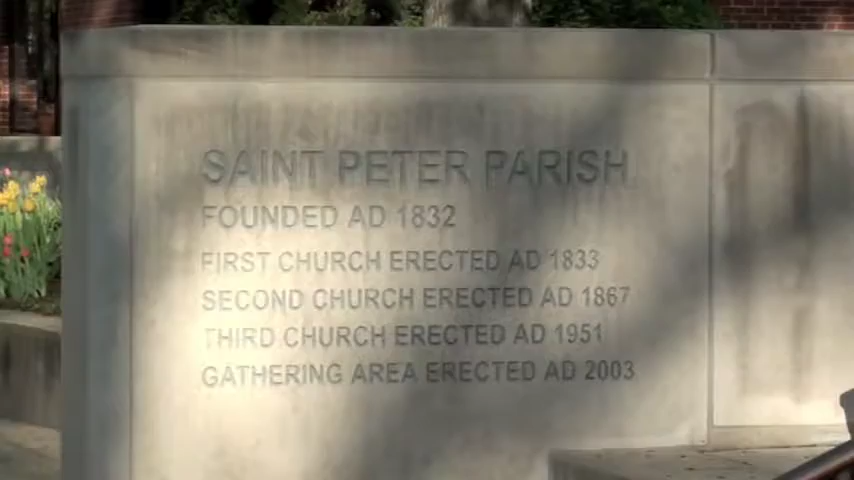 SAINT PETER PARISH
FOUNDED AD 1832
FIRST CHURCH ERECTED AD 1833
SECOND CHURCH ERECTED AD 1867
THIRD CHURCH ERECTED AD 1951
GATHERING AREA ERECTED AD 2003